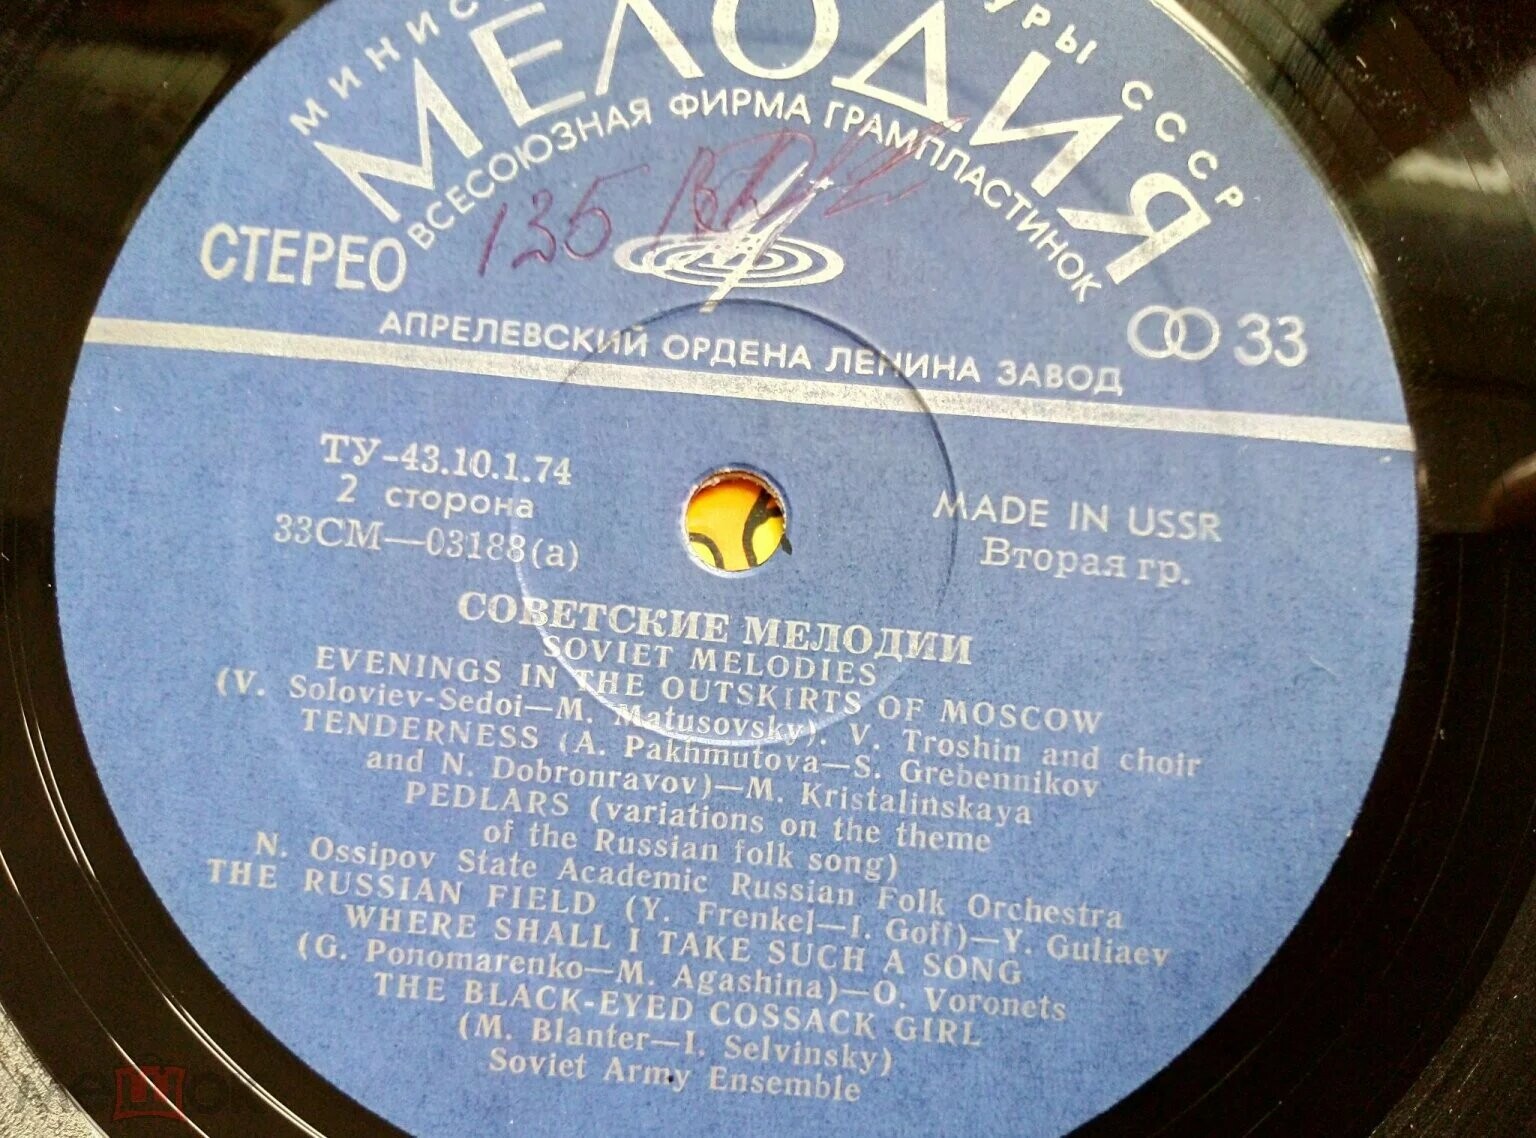 МЕЛОДИЯ
СССР
ВСЕСОЮЗНАЯ ФИРМА ГРАМПЛАСТИНОК
135
СТЕРЕО
33
АПРЕЛЕВСКИЙ ОРДЕНА ЛЕНИНА ЗАВОД
ТУ-43.10.1.74
2 сторона
33СМ—03188(а)
MADE IN USSR
Вторая гр.
СОВЕТСКИЕ МЕЛОДИИ
SOVIET MELODIES
EVENINGS IN THE OUTSKIRTS OF MOSCOW
(V. Soloviev-Sedoi—M. Matusovsky). V. Troshin and choir
TENDERNESS (A. Pakhmutova—S. Grebennikov
and N. Dobronravov)—M. Kristalinskaya
PEDLARS (variations on the theme
of the Russian folk song)
N. Ossipov State Academic Russian Folk Orchestra
THE RUSSIAN FIELD (Y. Frenkel—I. Goff)—Y. Guliaev
WHERE SHALL I TAKE SUCH A SONG
(G. Ponomarenko—M. Agashina)—O. Voronets
THE BLACK-EYED COSSACK GIRL
(M. Blanter—I. Selvinsky)
Soviet Army Ensemble